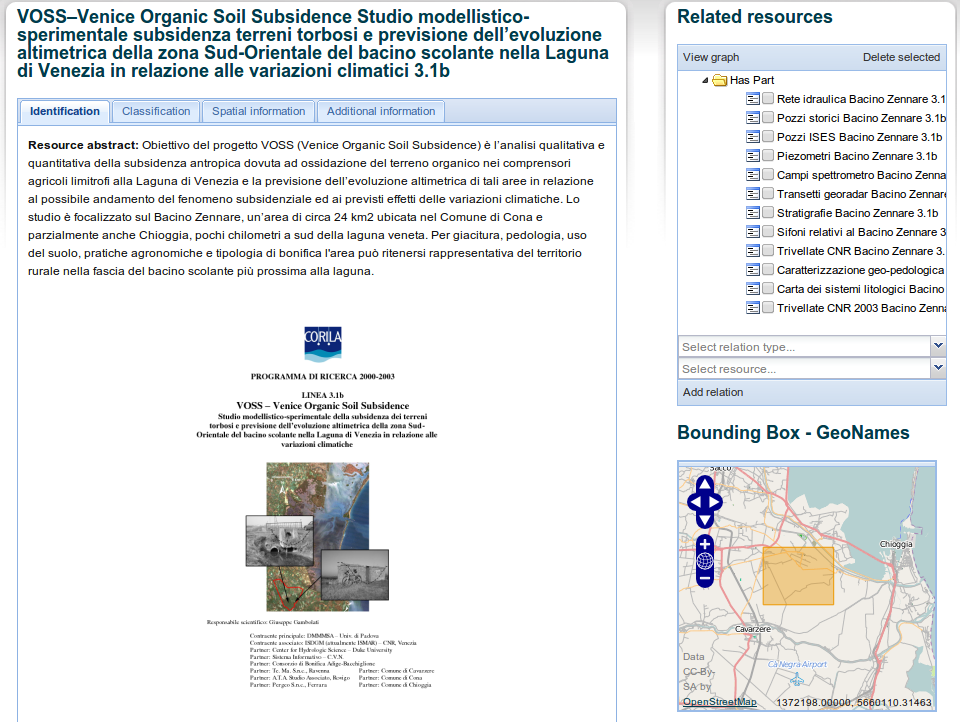 VOSS–Venice Organic Soil Subsidence Studio modellistico-
sperimentale subsidenza terreni torbosi e previsione dell'evoluzione
altimetrica della zona Sud-Orientale del bacino scolante nella Laguna
di Venezia in relazione alle variazioni climatici 3.1b
Identification
Classification
Spatial information
Additional information
Resource abstract: Obiettivo del progetto VOSS (Venice Organic Soil Subsidence) è l'analisi qualitativa e
quantitativa della subsidenza antropica dovuta ad ossidazione del terreno organico nei comprensori
agricoli limitrofi alla Laguna di Venezia e la previsione dell'evoluzione altimetrica di tali aree in relazione
al possibile andamento del fenomeno subsidenziale ed ai previsti effetti delle variazioni climatiche. Lo
studio è focalizzato sul Bacino Zennare, un'area di circa 24 km2 ubicata nel Comune di Cona e
parzialmente anche Chioggia, pochi chilometri a sud della laguna veneta. Per giacitura, pedologia, uso
del suolo, pratiche agronomiche e tipologia di bonifica l'area può ritenersi rappresentativa del territorio
rurale nella fascia del bacino scolante più prossima alla laguna.
CORILA
PROGRAMMA DI RICERCA 2000-2003
LINEA 3.1b
VOSS – Venice Organic Soil Subsidence
Studio modellistico-sperimentale della subsidenza dei terreni
torbosi e previsione dell'evoluzione altimetrica della zona Sud-
Orientale del bacino scolante nella Laguna di Venezia in relazione alle
variazioni climatiche
Responsabile scientifico: Giuseppe Gambolati
Contraente principale: DMMMSA – Univ. di Padova
Contraente associato: ISDGM (attualmente ISMAR) – CNR, Venezia
Partner: Center for Hydrologic Science – Duke University
Partner: Sistema Informativo – C.V.N.
Partner: Consorzio di Bonifica Adige-Bacchiglione
Partner: Te. Ma. S.n.c., Ravenna Partner: Comune di Cavarzere
Partner: A.T.A. Studio Associato, Rovigo Partner: Comune di Cona
Partner: Pergeo S.n.c., Ferrara Partner: Comune di Chioggia
Related resources
View graph Delete selected
Has Part
Rete idraulica Bacino Zennare 3.1
Pozzi storici Bacino Zennare 3.1b
Pozzi ISES Bacino Zennare 3.1b
Piezometri Bacino Zennare 3.1b
Campi spettrometro Bacino Zenna
Transetti georadar Bacino Zennare
Stratigrafie Bacino Zennare 3.1b
Sifoni relativi al Bacino Zennare 3
Trivellate CNR Bacino Zennare 3.
Caratterizzazione geo-pedologica
Carta dei sistemi litologici Bacino
Trivellate CNR 2003 Bacino Zenna
Select relation type...
Select resource...
Add relation
Bounding Box - GeoNames
Sacco
Chioggia
Cavarzere
Ca Negra Airport
Data
CC-By-
SA by
OpenStreetMap
1372198.00000, 5660110.31463